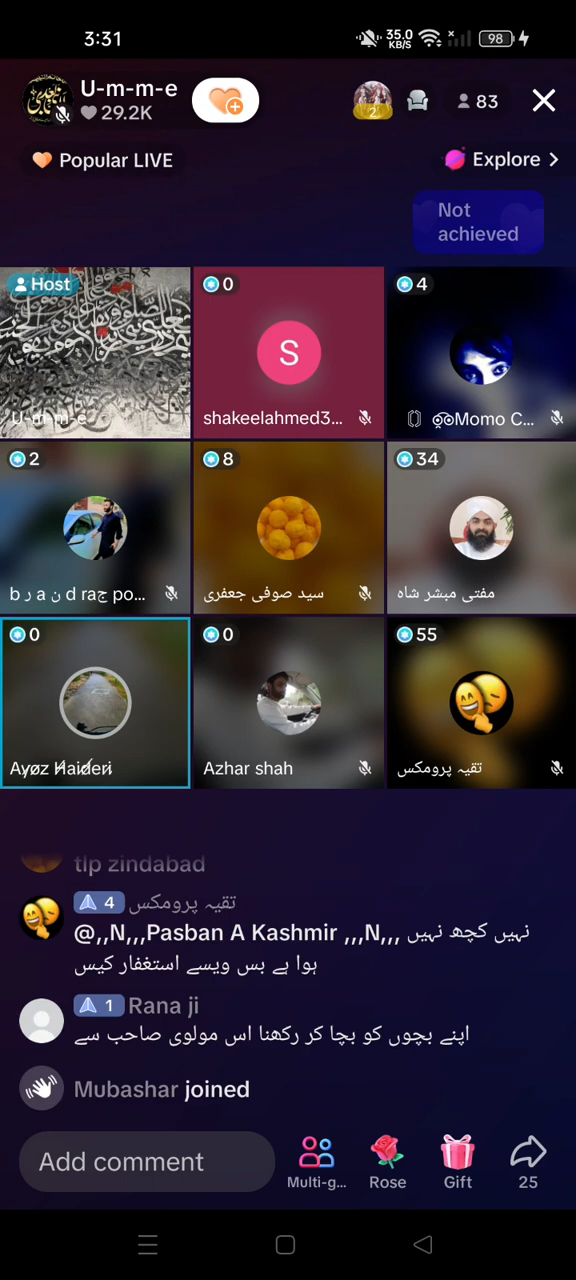 3:31
35.0
KB/S
98
U-m-m-e
29.2K
2
83
Popular LIVE
Explore >
Not
achieved
Host
U-m-m-e
0
shakeelahmed3...
4
Momo C...
2
b ر a ن d raج po...
8
سید صوفی جعفری
34
مفتی مبشر شاہ
0
Ayøz Haideri
0
Azhar shah
55
تقیہ پرومکس
tlp zindabad
4 تقیہ پرومکس
@,,N,,,Pasban A Kashmir ,,,N,,, نہیں کچھ نہیں
ہوا ہے بس ویسے استغفار کیس
1 Rana ji
اپنے بچوں کو بچا کر رکھنا اس مولوی صاحب سے
Mubashar joined
Add comment
Multi-g...
Rose
Gift
25